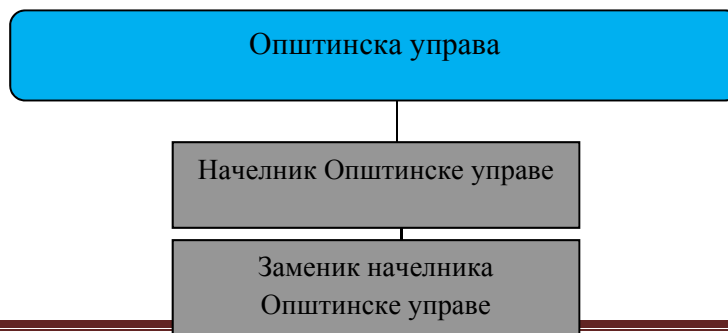 Општинска управа
Начелник Општинске управе
Заменик начелника
Општинске управе